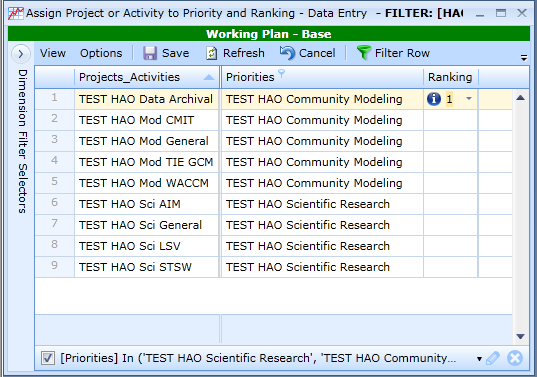 Assign Project or Activity to Priority and Ranking - Data Entry - FILTER: [HAO
Working Plan - Base
View Options Save Refresh Cancel Filter Row
Dimension Filter Selectors
Projects_Activities Priorities Ranking
1 TEST HAO Data Archival TEST HAO Community Modeling 1
2 TEST HAO Mod CMIT TEST HAO Community Modeling
3 TEST HAO Mod General TEST HAO Community Modeling
4 TEST HAO Mod TIE GCM TEST HAO Community Modeling
5 TEST HAO Mod WACCM TEST HAO Community Modeling
6 TEST HAO Sci AIM TEST HAO Scientific Research
7 TEST HAO Sci General TEST HAO Scientific Research
8 TEST HAO Sci LSV TEST HAO Scientific Research
9 TEST HAO Sci STSW TEST HAO Scientific Research
[Priorities] In ('TEST HAO Scientific Research', 'TEST HAO Community...